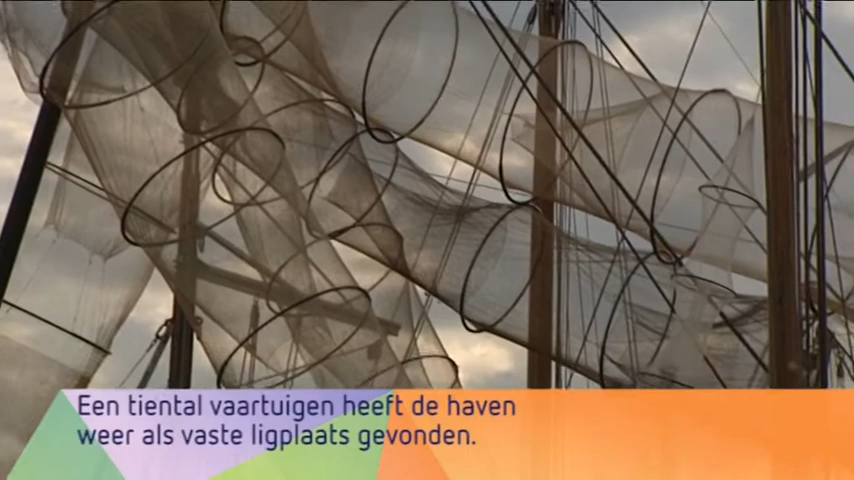 Een tiental vaartuigen heeft de haven
weer als vaste ligplaats gevonden.